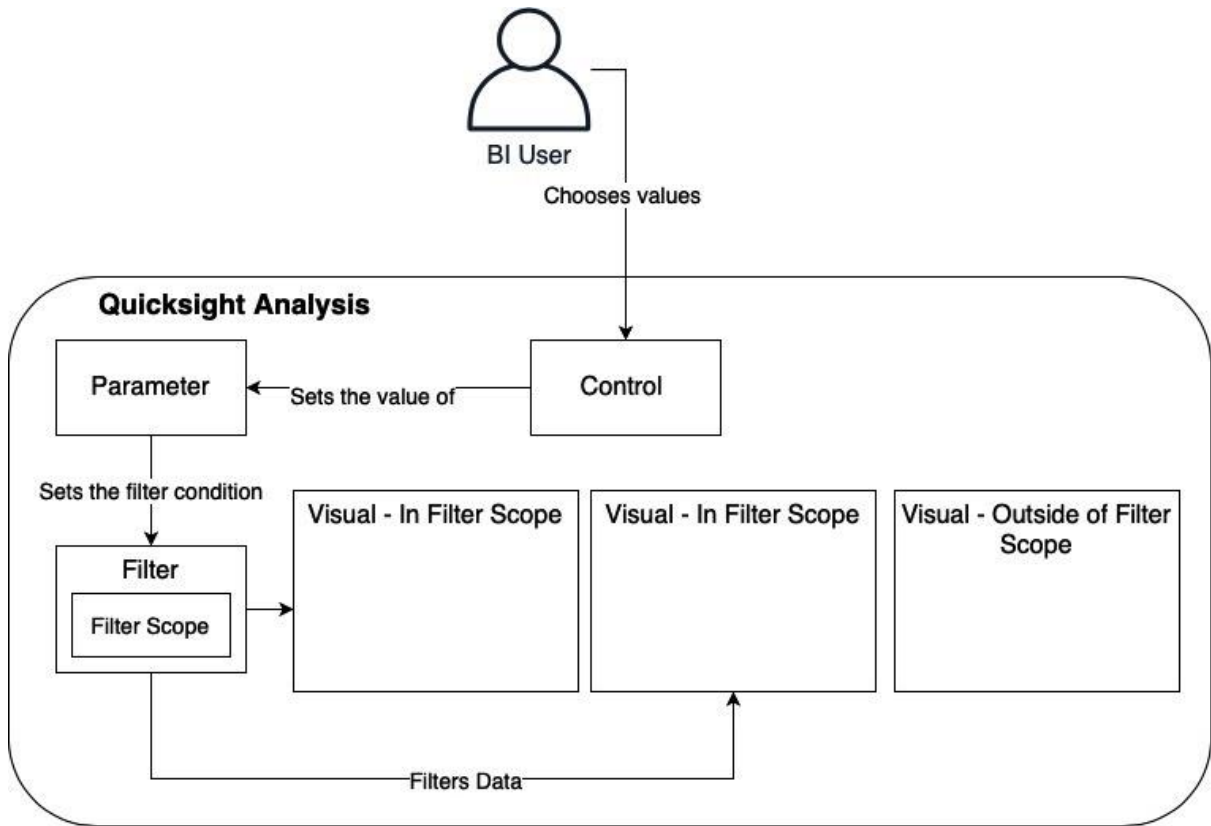 BI User
Chooses values
Quicksight Analysis
Parameter
Sets the value of
Control
Sets the filter condition
Visual - In Filter Scope
Visual - In Filter Scope
Visual - Outside of Filter
Scope
Filter
Filter Scope
Filters Data